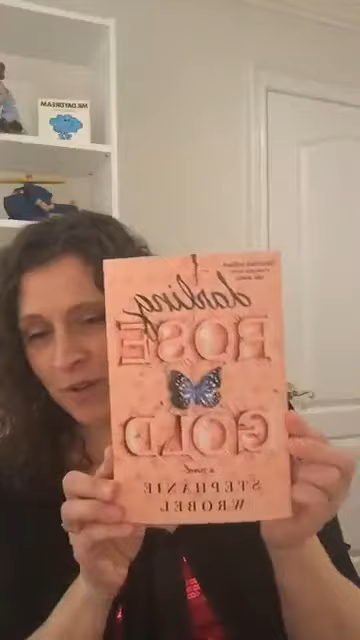 MR. DAYDREAM
darling
ROSE
GOLD
a novel
STEPHANIE
WROBEL